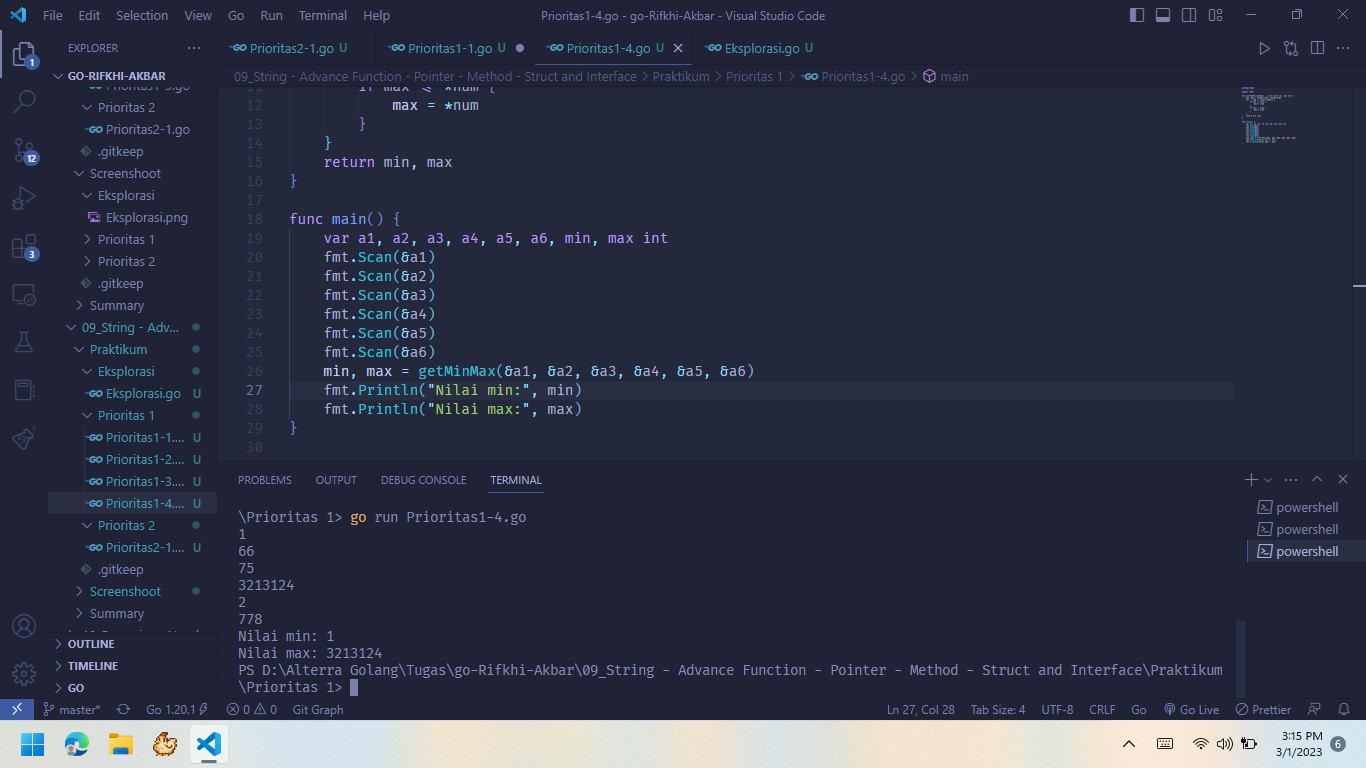 File Edit Selection View Go Run Terminal Help
Prioritas1-4.go - go-Rifkhi-Akbar - Visual Studio Code
1
12
3
EXPLORER ···
GO-RIFKHI-AKBAR
Prioritas 2
Prioritas2-1.go
.gitkeep
Screenshoot
Eksplorasi
Eksplorasi.png
Prioritas 1
Prioritas 2
.gitkeep
Summary
09_String - Adv...
Praktikum
Eksplorasi
Eksplorasi.go U
Prioritas 1
Prioritas1-1.... U
Prioritas1-2.... U
Prioritas1-3.... U
Prioritas1-4.... U
Prioritas 2
Prioritas2-1.... U
.gitkeep
Screenshoot
Summary
OUTLINE
TIMELINE
GO
Prioritas2-1.go U
Prioritas1-1.go U
Prioritas1-4.go U
Eksplorasi.go U
09_String - Advance Function - Pointer - Method - Struct and Interface > Praktikum > Prioritas 1 > Prioritas1-4.go > main
12 max = *num
13 }
14 }
15 return min, max
16 }
17
18 func main() {
19 var a1, a2, a3, a4, a5, a6, min, max int
20 fmt.Scan(&a1)
21 fmt.Scan(&a2)
22 fmt.Scan(&a3)
23 fmt.Scan(&a4)
24 fmt.Scan(&a5)
25 fmt.Scan(&a6)
26 min, max = getMinMax(&a1, &a2, &a3, &a4, &a5, &a6)
27 fmt.Println("Nilai min:", min)
28 fmt.Println("Nilai max:", max)
29 }
30
PROBLEMS OUTPUT DEBUG CONSOLE TERMINAL
\Prioritas 1> go run Prioritas1-4.go
1
66
75
3213124
2
778
Nilai min: 1
Nilai max: 3213124
PS D:\Alterra Golang\Tugas\go-Rifkhi-Akbar\09_String - Advance Function - Pointer - Method - Struct and Interface\Praktikum
\Prioritas 1>
powershell
powershell
powershell
master* Go 1.20.1 0 0 Git Graph
Ln 27, Col 28 Tab Size: 4 UTF-8 CRLF Go Go Live Prettier
3:15 PM
3/1/2023
6